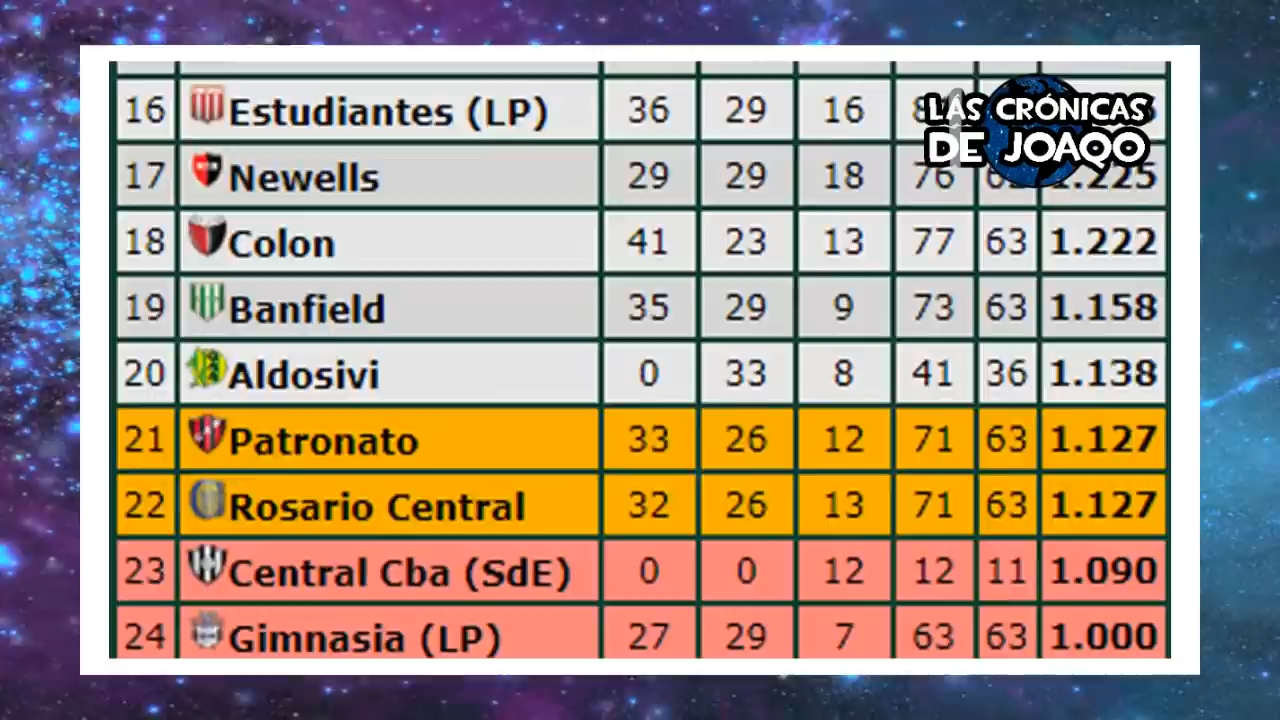 16 Estudiantes (LP) 36 29 16
LAS CRÓNICAS
DE JOAQO
17 Newells 29 29 18 76 1.225
18 Colon 41 23 13 77 63 1.222
19 Banfield 35 29 9 73 63 1.158
20 Aldosivi 0 33 8 41 36 1.138
21 Patronato 33 26 12 71 63 1.127
22 Rosario Central 32 26 13 71 63 1.127
23 Central Cba (SdE) 0 0 12 12 11 1.090
24 Gimnasia (LP) 27 29 7 63 63 1.000